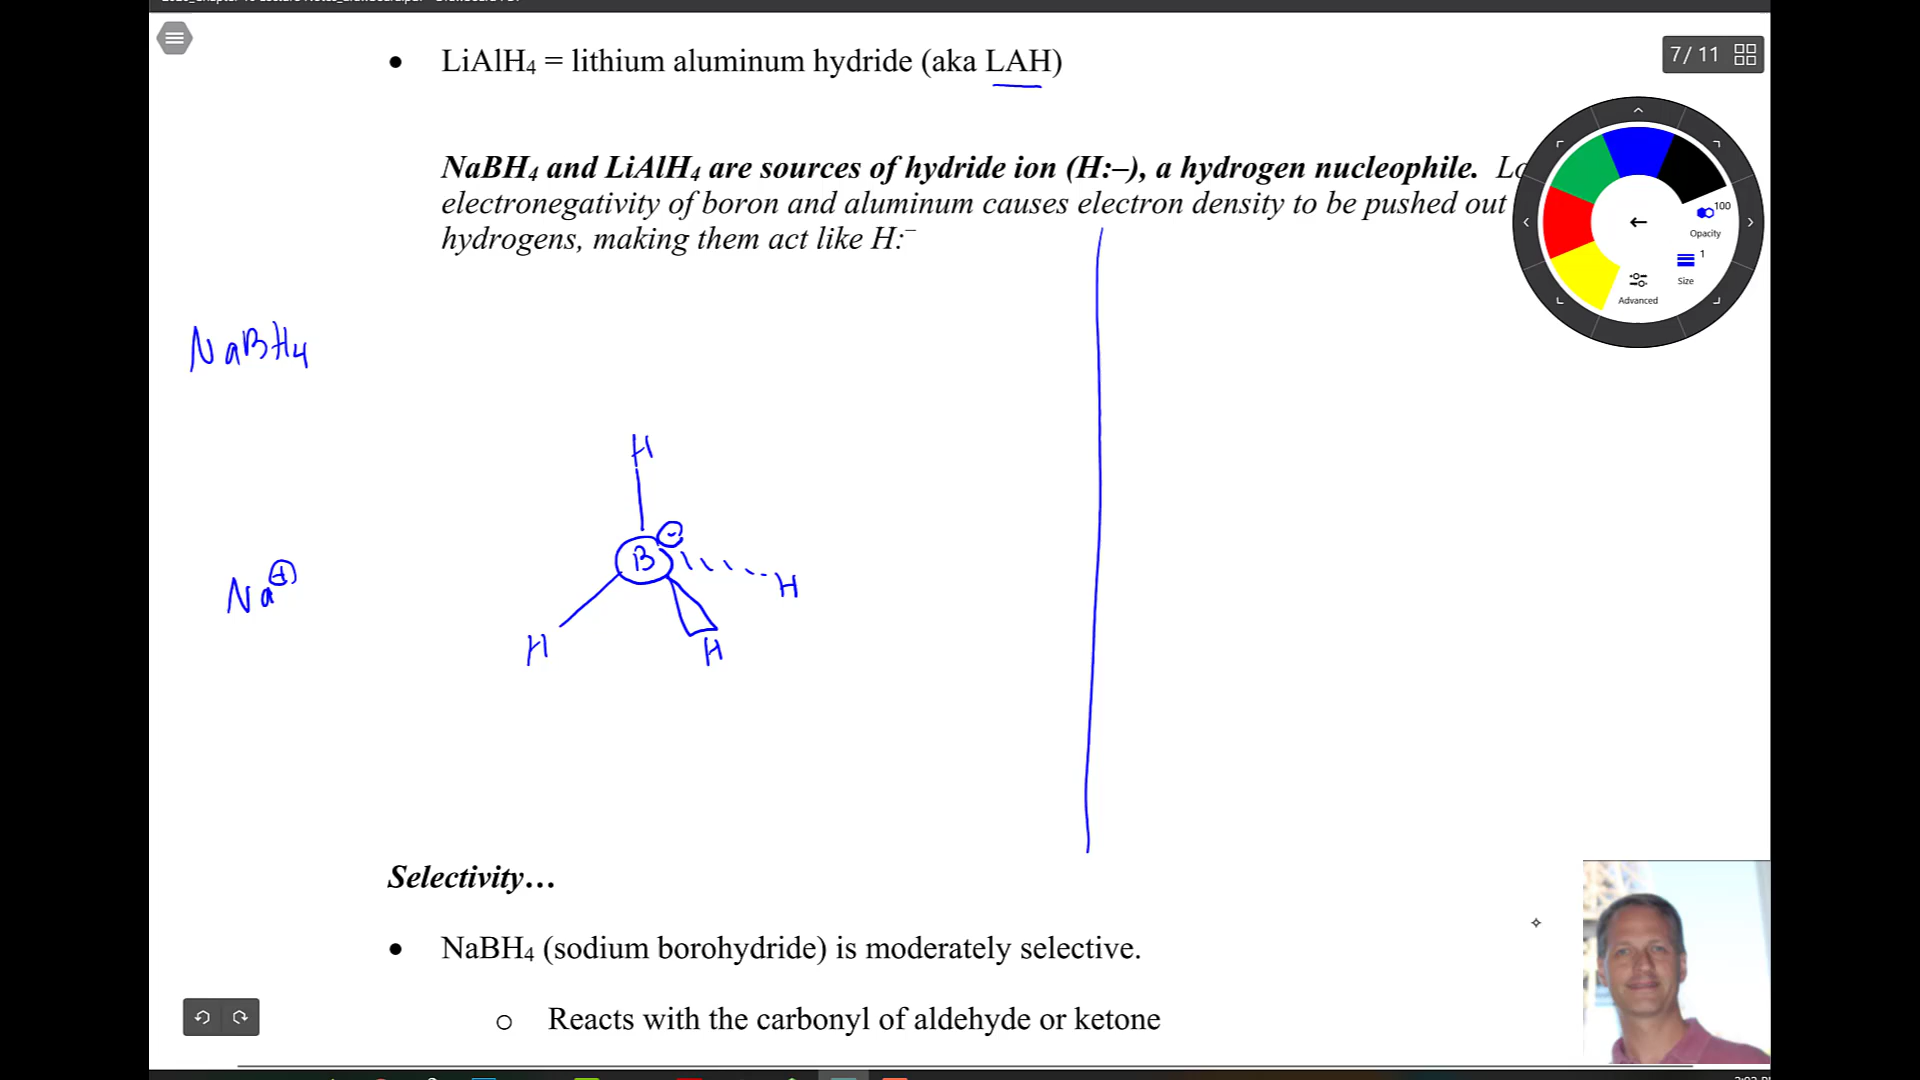 • LiAlH₄ = lithium aluminum hydride (aka LAH)
7 / 11
NaBH₄ and LiAlH₄ are sources of hydride ion (H:–), a hydrogen nucleophile.
electronegativity of boron and aluminum causes electron density to be pushed out
hydrogens, making them act like H:⁻
100
Opacity
1
Size
Advanced
NaBH₄
H
B ⊖
H
Na⊕
H
H
Selectivity…
• NaBH₄ (sodium borohydride) is moderately selective.
o Reacts with the carbonyl of aldehyde or ketone